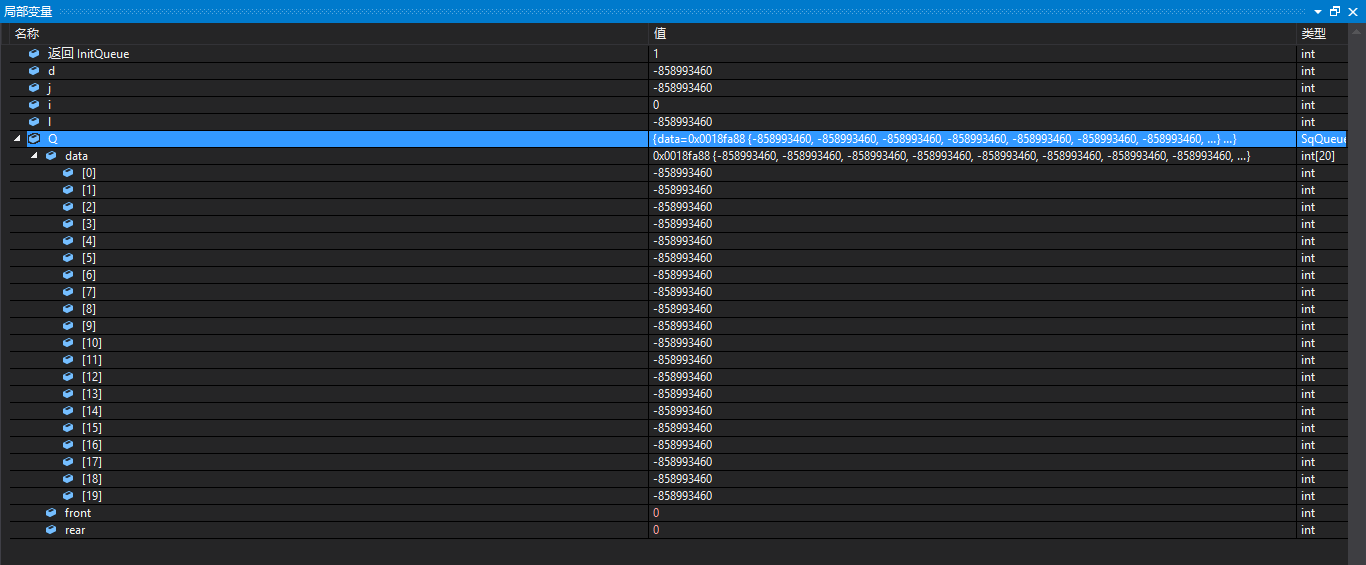 局部变量
名称 值 类型
返回 InitQueue 1 int
d -858993460 int
j -858993460 int
i 0 int
l -858993460 int
Q {data=0x0018fa88 {-858993460, -858993460, -858993460, -858993460, -858993460, -858993460, -858993460, ...} ...} SqQueue
data 0x0018fa88 {-858993460, -858993460, -858993460, -858993460, -858993460, -858993460, -858993460, -858993460, ...} int[20]
[0] -858993460 int
[1] -858993460 int
[2] -858993460 int
[3] -858993460 int
[4] -858993460 int
[5] -858993460 int
[6] -858993460 int
[7] -858993460 int
[8] -858993460 int
[9] -858993460 int
[10] -858993460 int
[11] -858993460 int
[12] -858993460 int
[13] -858993460 int
[14] -858993460 int
[15] -858993460 int
[16] -858993460 int
[17] -858993460 int
[18] -858993460 int
[19] -858993460 int
front 0 int
rear 0 int